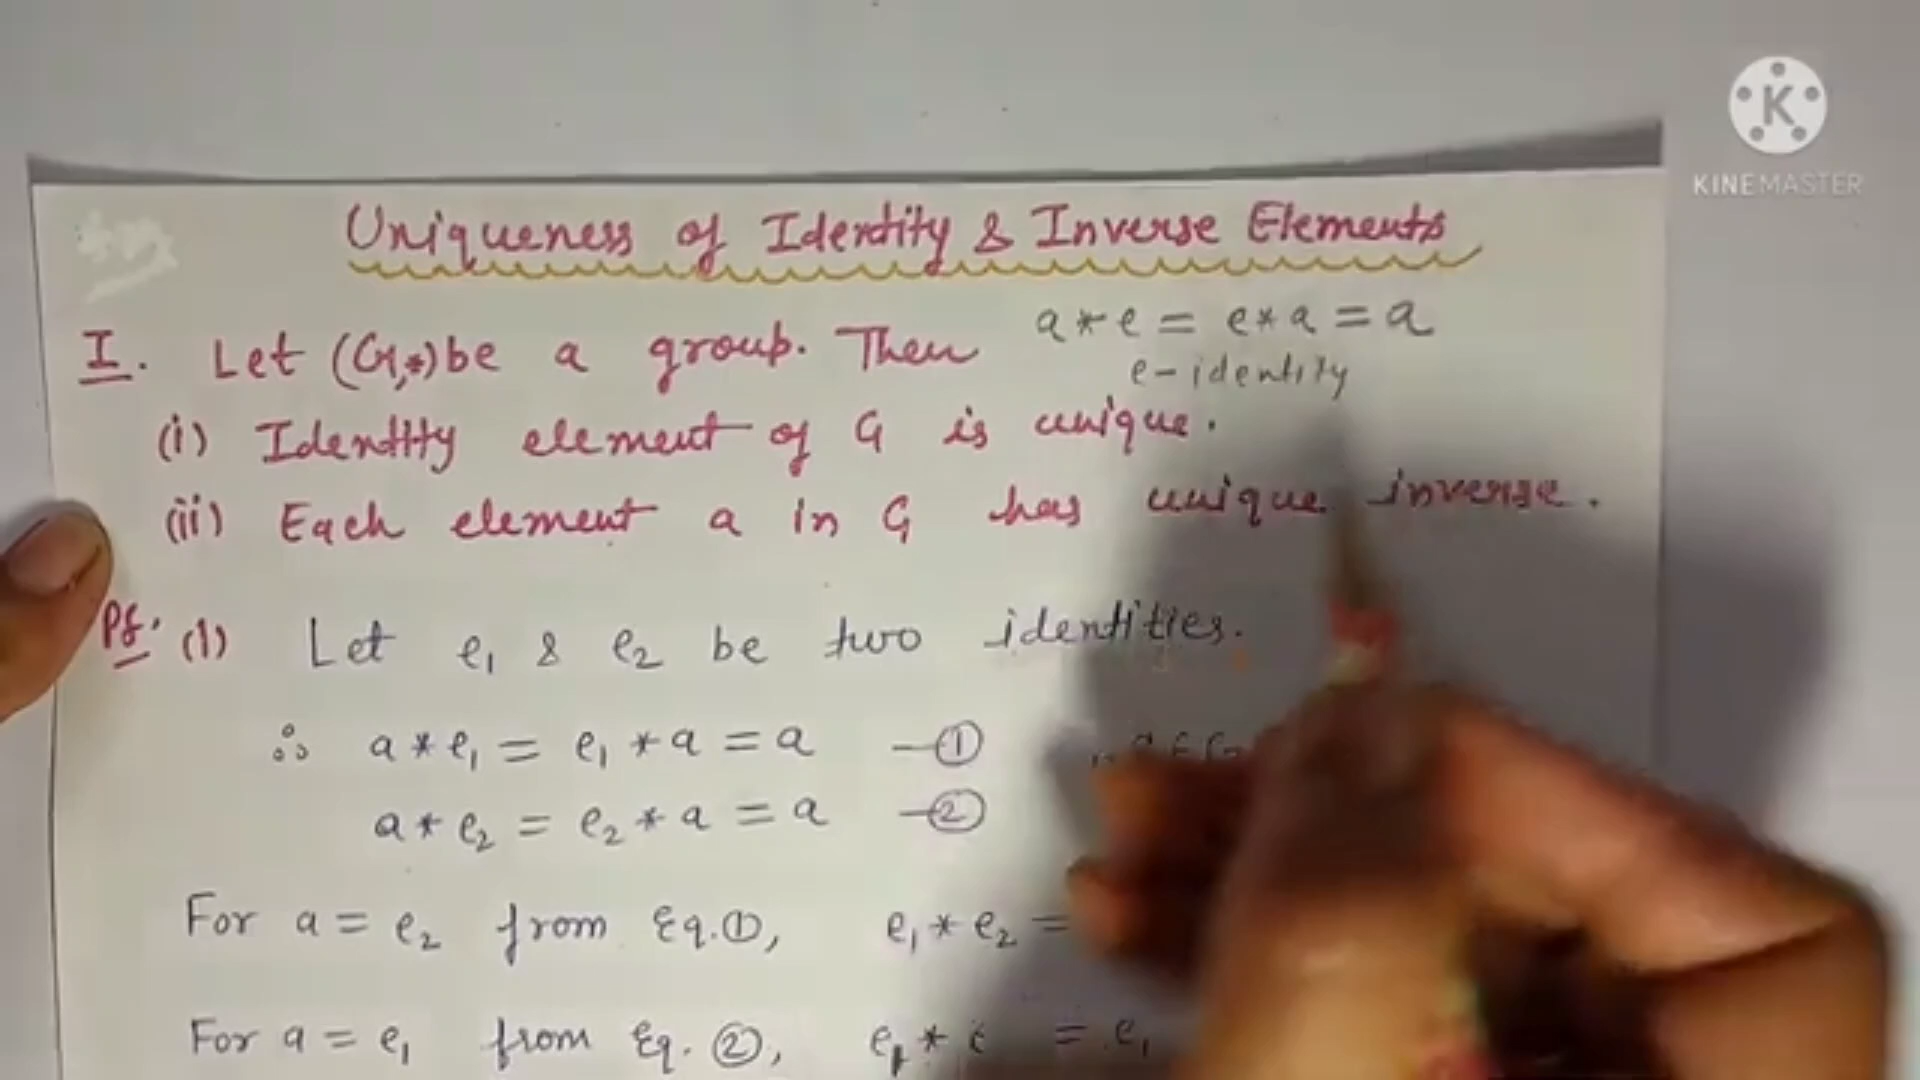 Uniqueness of Identity & Inverse Elements
I. Let (G,*) be a group. Then
a * e = e * a = a
e - identity
(i) Identity element of G is unique.
(ii) Each element a in G has unique inverse.
Pf. (i) Let e₁ & e₂ be two identities.
∴ a * e₁ = e₁ * a = a —①
a * e₂ = e₂ * a = a —②
For a = e₂ from Eq.①, e₁ * e₂ =
For a = e₁ from Eq. ②, e₁ * e = e₁
K
KINEMASTER